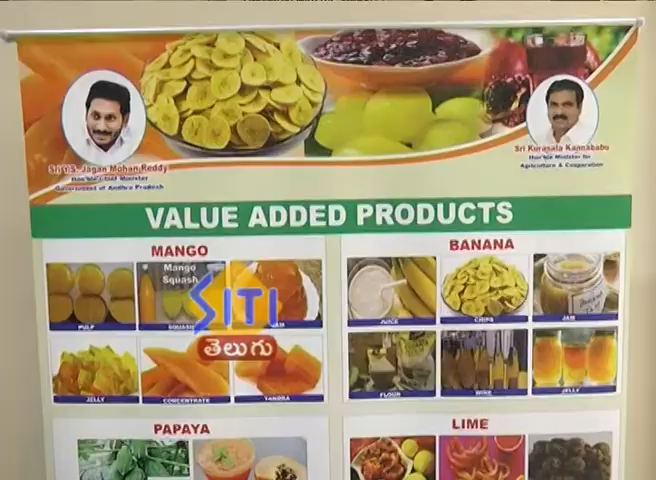 Sri Y.S. Jagan Mohan Reddy
Hon'ble Chief Minister
Government of Andhra Pradesh
Sri Kurasala Kannababu
Hon'ble Minister for
Agriculture & Cooperation
VALUE ADDED PRODUCTS
MANGO
BANANA
Mango
Squash
PULP
SQUASH
JAM
JUICE
CHIPS
JAM
SITI
తెలుగు
JELLY
CONCENTRATE
TANDRA
FLOUR
WINE
JELLY
PAPAYA
LIME